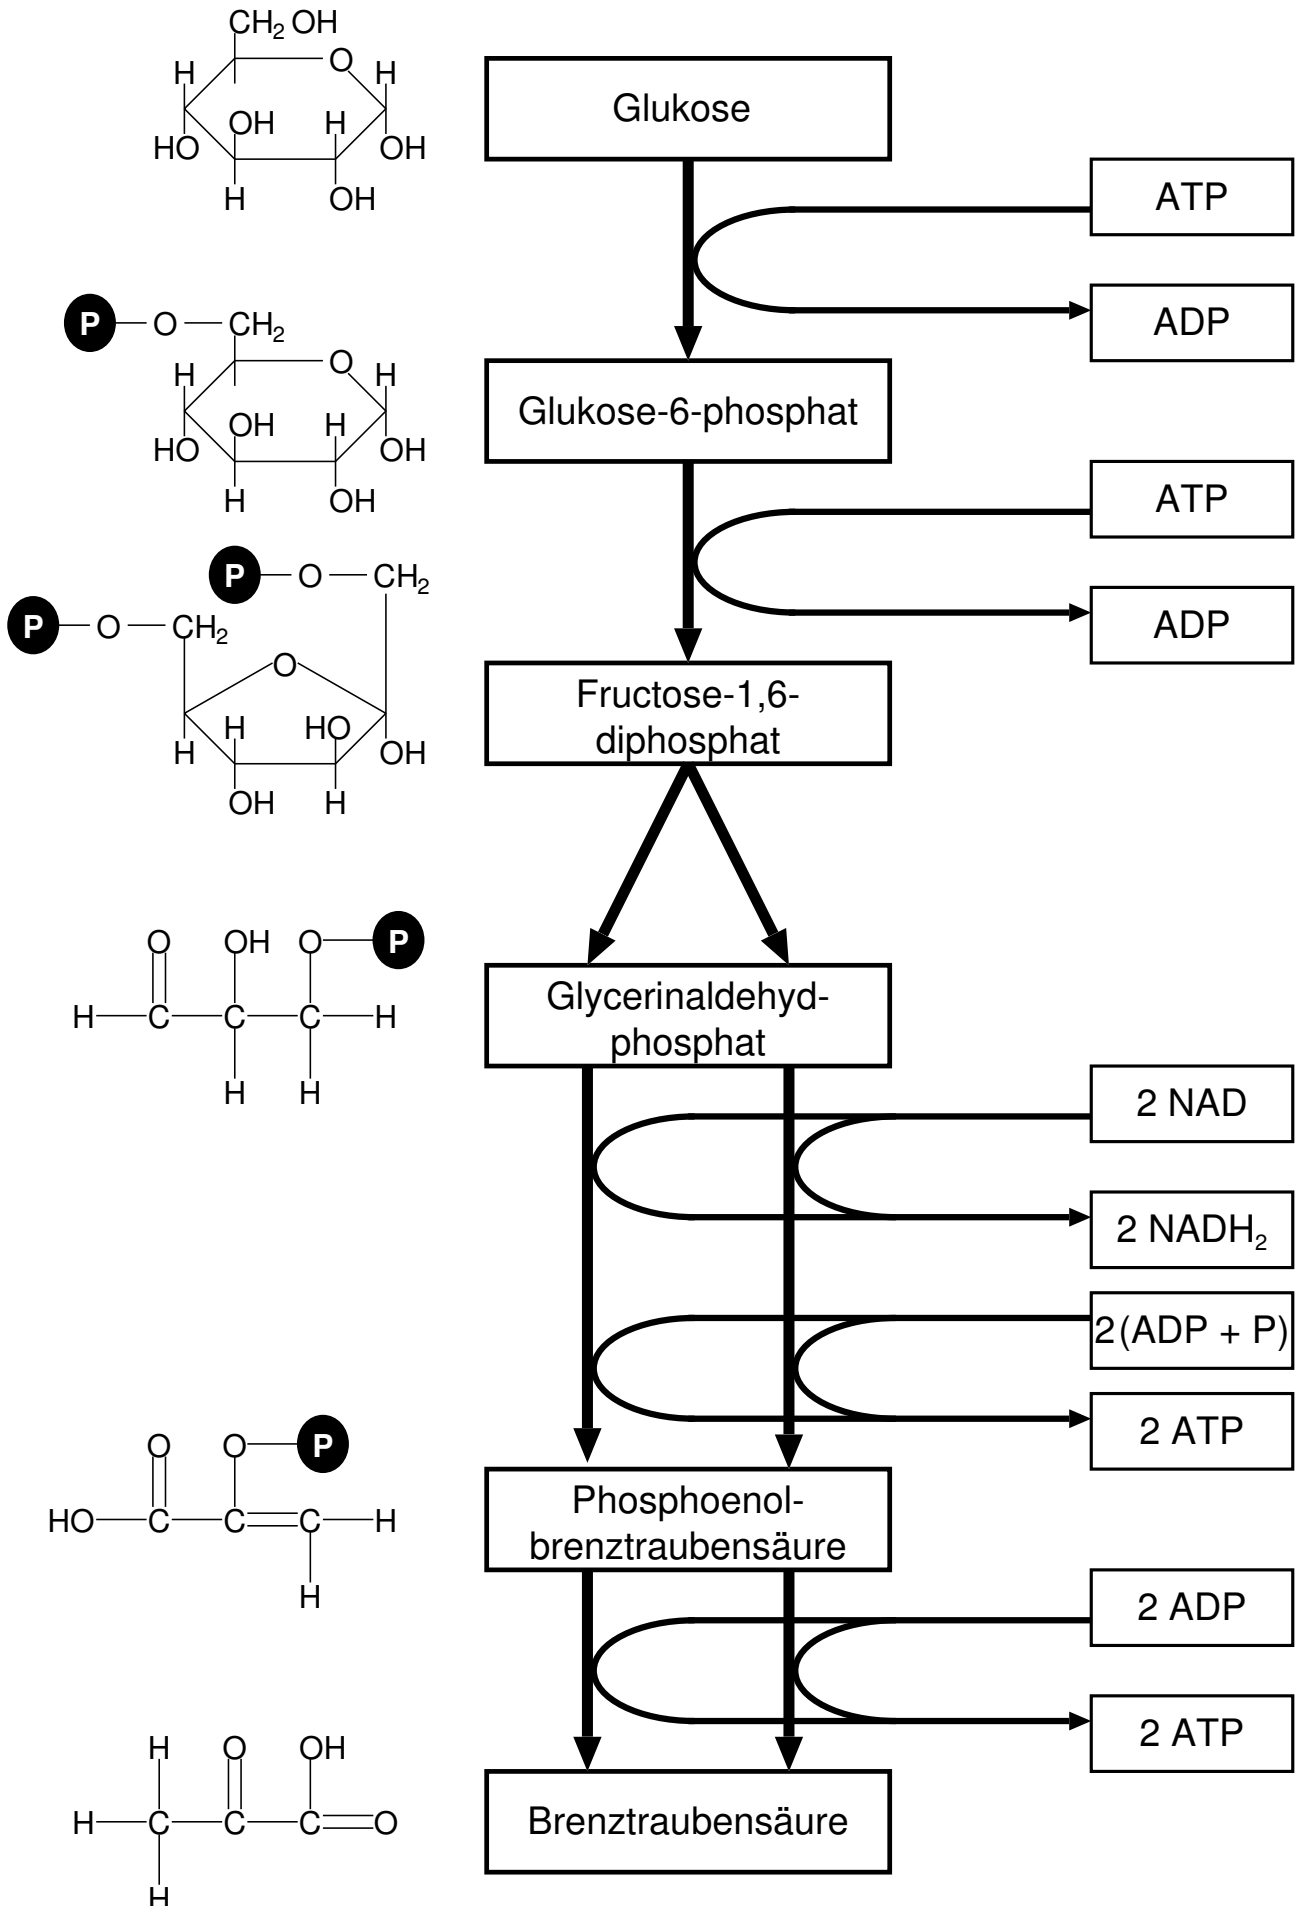 CH2 OH
H O H
OH H
HO OH
H OH
Glukose
ATP
ADP
P O CH2
H O H
OH H
HO OH
H OH
Glukose-6-phosphat
ATP
ADP
P O CH2
P O CH2
O
H HO
H OH
OH H
Fructose-1,6-
diphosphat
O OH O P
H C C C H
H H
Glycerinaldehyd-
phosphat
2 NAD
2 NADH2
2(ADP + P)
2 ATP
O O P
HO C C C H
H
Phosphoenol-
brenztraubensäure
2 ADP
2 ATP
H O OH
H C C C O
H
Brenztraubensäure